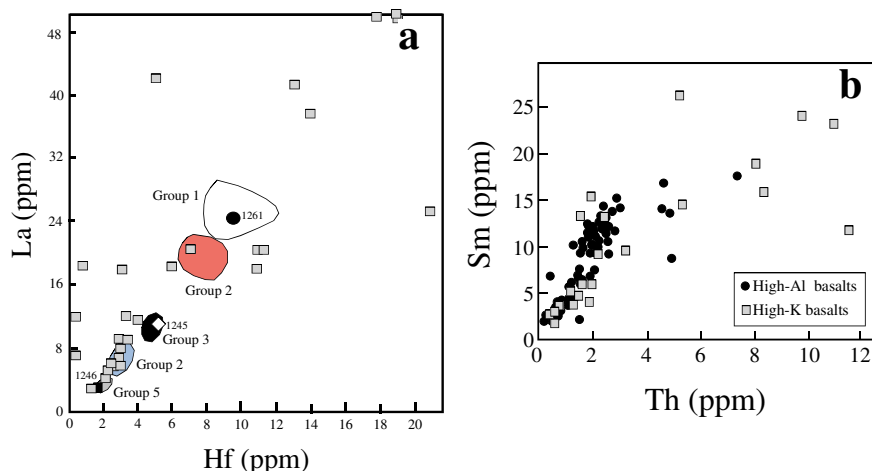 a
48
40
32
24
16
8
0
La (ppm)
0 2 4 6 8 10 12 14 16 18 20
Hf (ppm)
Group 1
1261
Group 2
1245
Group 3
1246
Group 2
Group 5
b
25
20
15
10
5
0
Sm (ppm)
0 2 4 6 8 10 12
Th (ppm)
High-Al basalts
High-K basalts